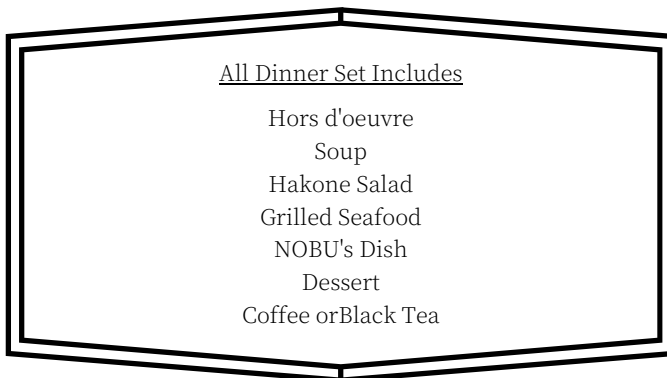 All Dinner Set Includes
Hors d'oeuvre
Soup
Hakone Salad
Grilled Seafood
NOBU's Dish
Dessert
Coffee orBlack Tea